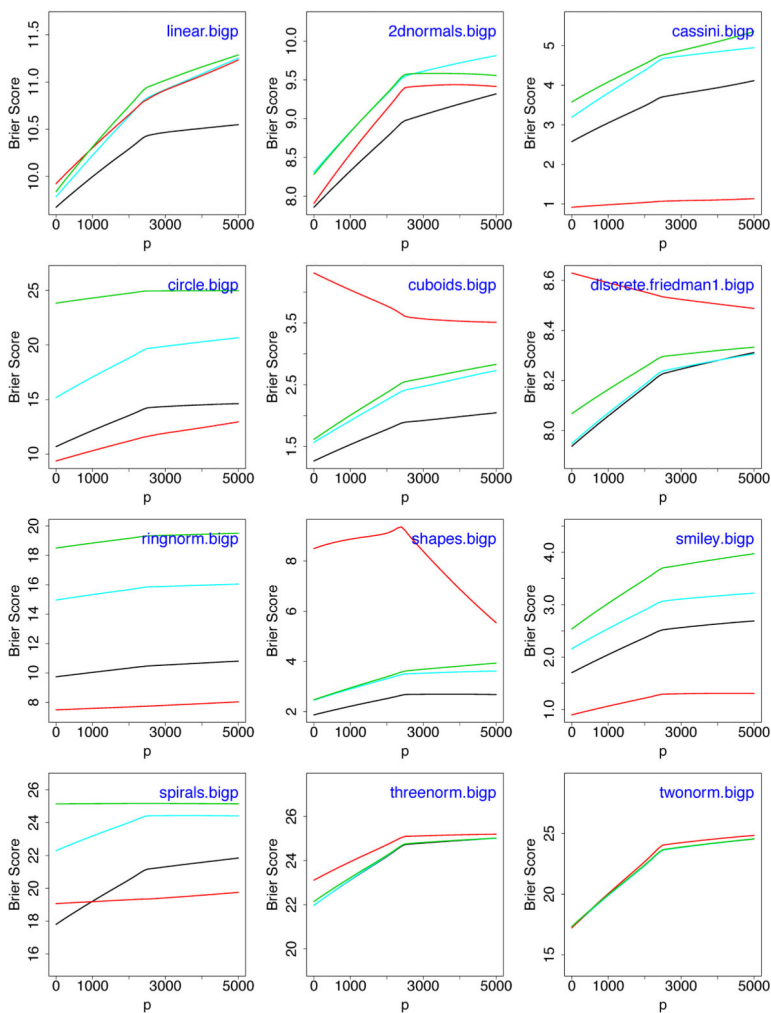 linear.bigp
Brier Score
10.0 10.5 11.0 11.5
0 1000 3000 5000
p
2dnormals.bigp
Brier Score
8.0 8.5 9.0 9.5 10.0
0 1000 3000 5000
p
cassini.bigp
Brier Score
1 2 3 4 5
0 1000 3000 5000
p
circle.bigp
Brier Score
10 15 20 25
0 1000 3000 5000
p
cuboids.bigp
Brier Score
1.5 2.5 3.5
0 1000 3000 5000
p
discrete.friedman1.bigp
Brier Score
8.0 8.2 8.4 8.6
0 1000 3000 5000
p
ringnorm.bigp
Brier Score
8 10 12 14 16 18 20
0 1000 3000 5000
p
shapes.bigp
Brier Score
2 4 6 8
0 1000 3000 5000
p
smiley.bigp
Brier Score
1.0 2.0 3.0 4.0
0 1000 3000 5000
p
spirals.bigp
Brier Score
16 18 20 22 24 26
0 1000 3000 5000
p
threenorm.bigp
Brier Score
20 22 24 26
0 1000 3000 5000
p
twonorm.bigp
Brier Score
15 20 25
0 1000 3000 5000
p